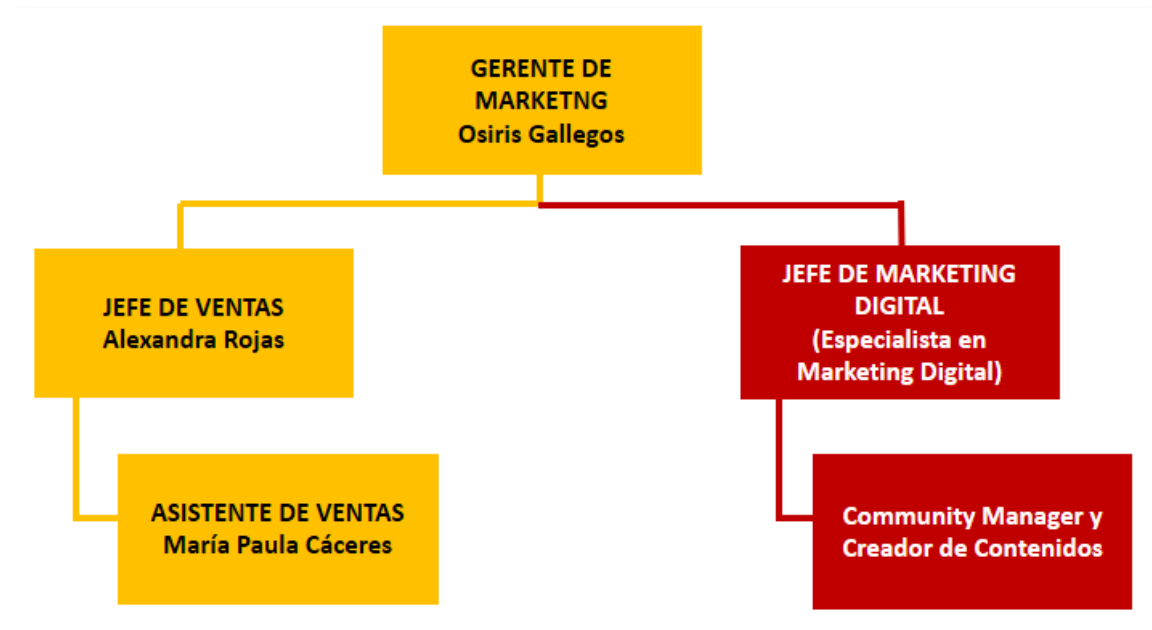 GERENTE DE
MARKETNG
Osiris Gallegos
JEFE DE VENTAS
Alexandra Rojas
JEFE DE MARKETING
DIGITAL
(Especialista en
Marketing Digital)
ASISTENTE DE VENTAS
María Paula Cáceres
Community Manager y
Creador de Contenidos